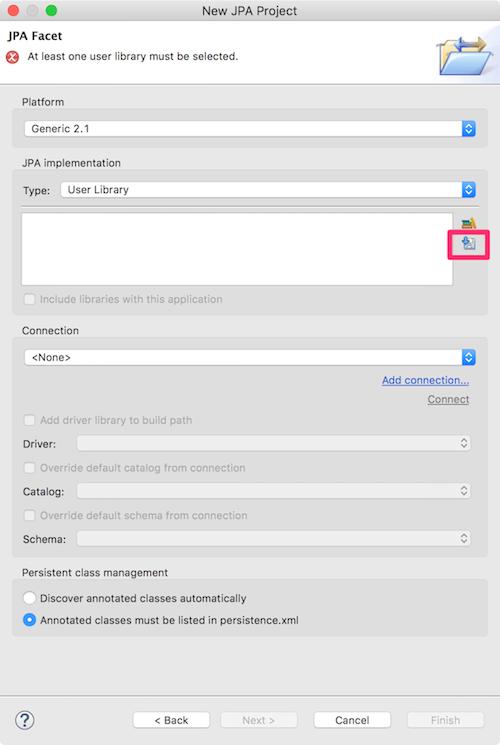 New JPA Project
JPA Facet
At least one user library must be selected.
Platform
Generic 2.1
JPA implementation
Type: User Library
Include libraries with this application
Connection
<None>
Add connection...
Connect
Add driver library to build path
Driver:
Override default catalog from connection
Catalog:
Override default schema from connection
Schema:
Persistent class management
Discover annotated classes automatically
Annotated classes must be listed in persistence.xml
? < Back Next > Cancel Finish